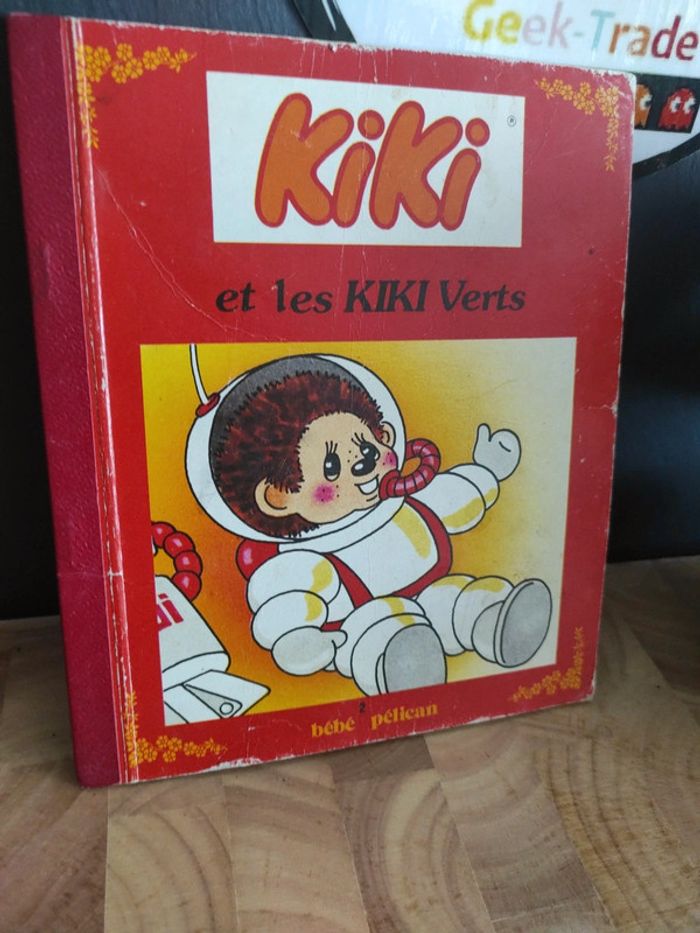 Geek-Trade
KiKi
®
et les KIKI Verts
2
bébé pélican